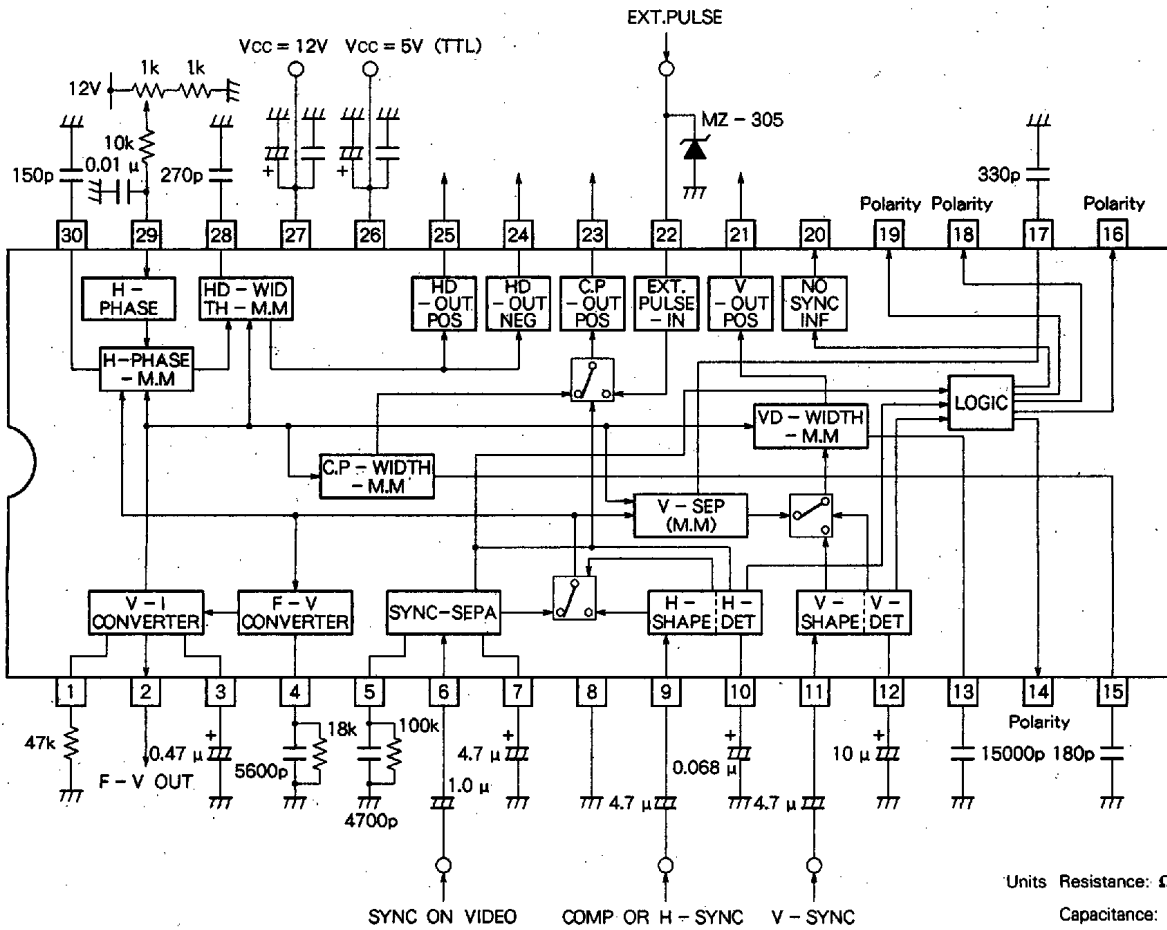 EXT.PULSE
Vcc = 12V Vcc = 5V (TTL)
1k 1k
12V
MZ - 305
10k
0.01 μ
150p 270p 330p
Polarity Polarity Polarity
30 29 28 27 26 25 24 23 22 21 20 19 18 17 16
H -
PHASE
HD - WID
TH - M.M
HD
- OUT
POS
HD
- OUT
NEG
C.P
- OUT
POS
EXT.
PULSE
- IN
V
- OUT
POS
NO
SYNC
INF
H - PHASE
- M.M
LOGIC
VD - WIDTH
- M.M
C.P - WIDTH
- M.M
V - SEP
(M.M)
V - I
CONVERTER
F - V
CONVERTER
SYNC-SEPA
H -
SHAPE
H -
DET
V -
SHAPE
V -
DET
1 2 3 4 5 6 7 8 9 10 11 12 13 14 15
Polarity
47k 0.47 μ 5600p 18k 100k 4.7 μ 0.068 μ 10 μ 15000p 180p
F - V OUT
1.0 μ
4700p
4.7 μ 4.7 μ
SYNC ON VIDEO COMP OR H - SYNC V - SYNC
Units Resistance: Ω
Capacitance: